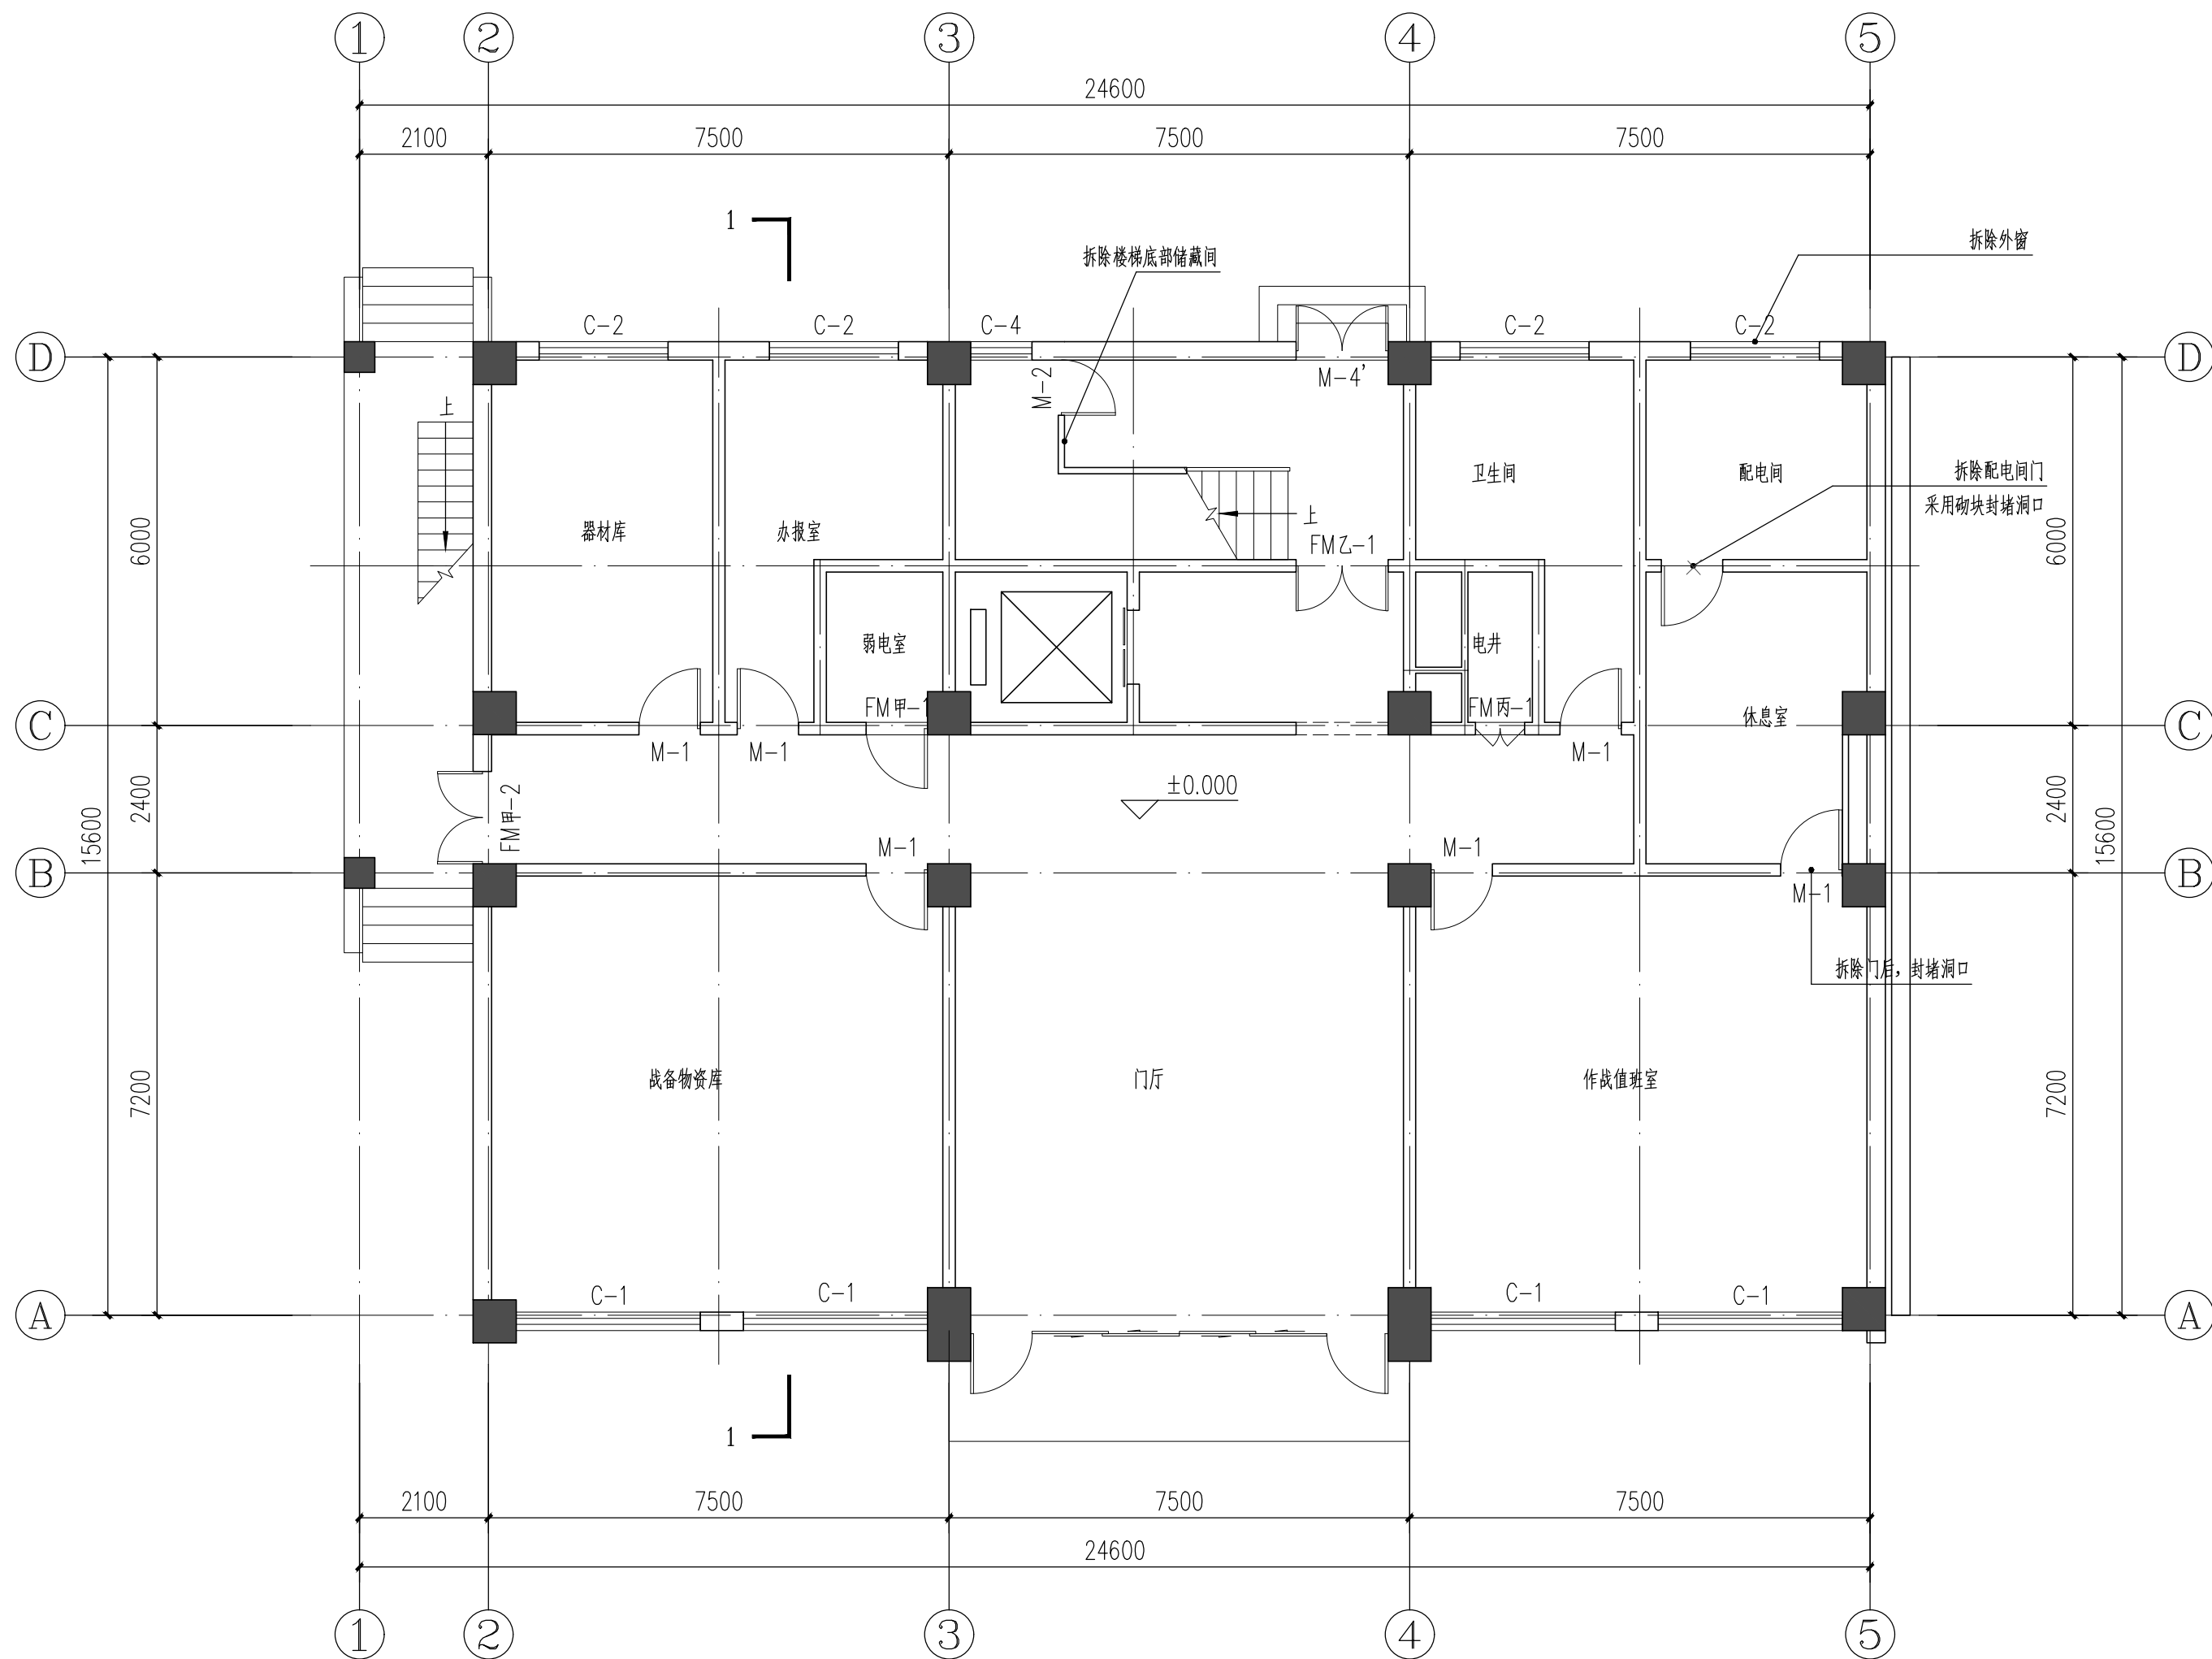 1 2 3 4 5
24600
2100 7500 7500 7500
1
拆除外窗
拆除楼梯底部储藏间
C-2 C-2 C-4 C-2 C-2
D M-2 M-4' D
上
卫生间 配电间 拆除配电间门
采用砌块封堵洞口
6000 器材库 办报室 上 6000
FM乙-1
弱电室 电井
FM甲-1 FM丙-1 休息室
C C
M-1 M-1 M-1
±0.000
15600 2400 FM甲-2 2400 15600
M-1 M-1
B B
M-1
拆除门后，封堵洞口
7200 战备物资库 门厅 作战值班室 7200
C-1 C-1 C-1 C-1
A A
1
2100 7500 7500 7500
24600
1 2 3 4 5